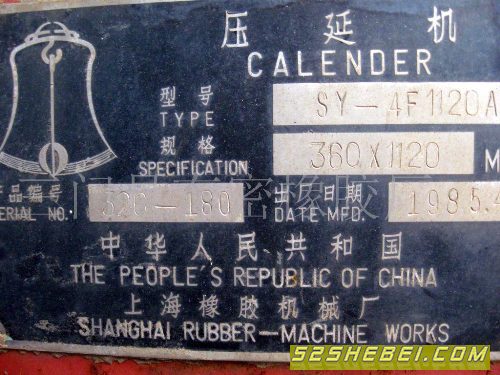 压延机
CALENDER
型号
TYPE
SY-4F1120A
规格
SPECIFICATION
360X1120 M
产品编号
SERIAL NO.:
出厂日期
DATE MFD.
1985.4
中华人民共和国
THE PEOPLE'S REPUBLIC OF CHINA
上海橡胶机械厂
SHANGHAI RUBBER-MACHINE WORKS
52SHEBEI.COM